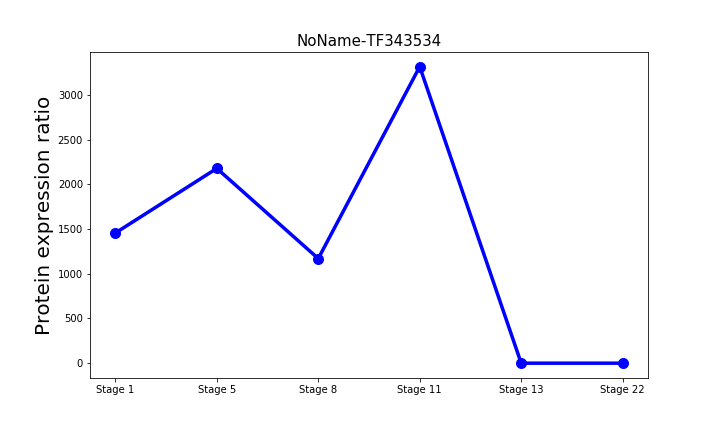 NoName-TF343534
Protein expression ratio
3000
2500
2000
1500
1000
500
0
Stage 1 Stage 5 Stage 8 Stage 11 Stage 13 Stage 22